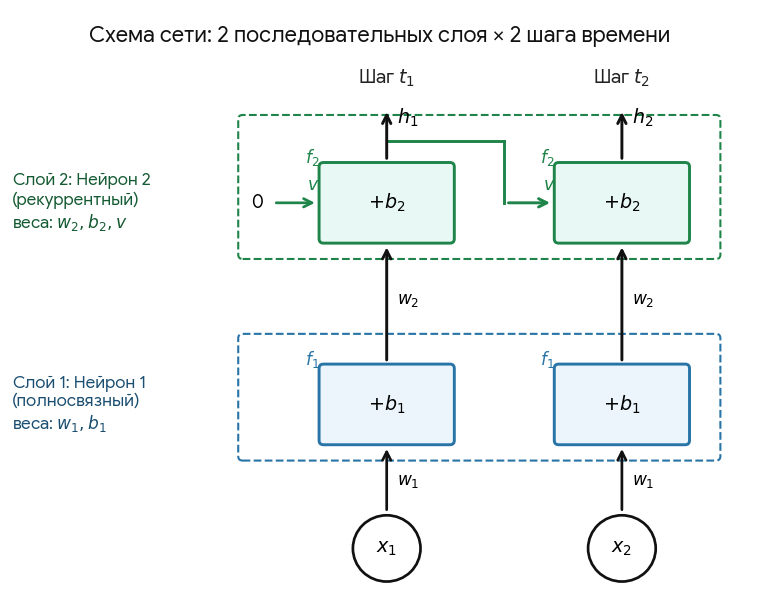 Схема сети: 2 последовательных слоя × 2 шага времени
Шаг t₁
Шаг t₂
h₁
h₂
Слой 2: Нейрон 2
(рекуррентный)
веса: w₂, b₂, v
f₂
v
0
+b₂
f₂
v
+b₂
w₂
w₂
Слой 1: Нейрон 1
(полносвязный)
веса: w₁, b₁
f₁
+b₁
f₁
+b₁
w₁
w₁
x₁
x₂